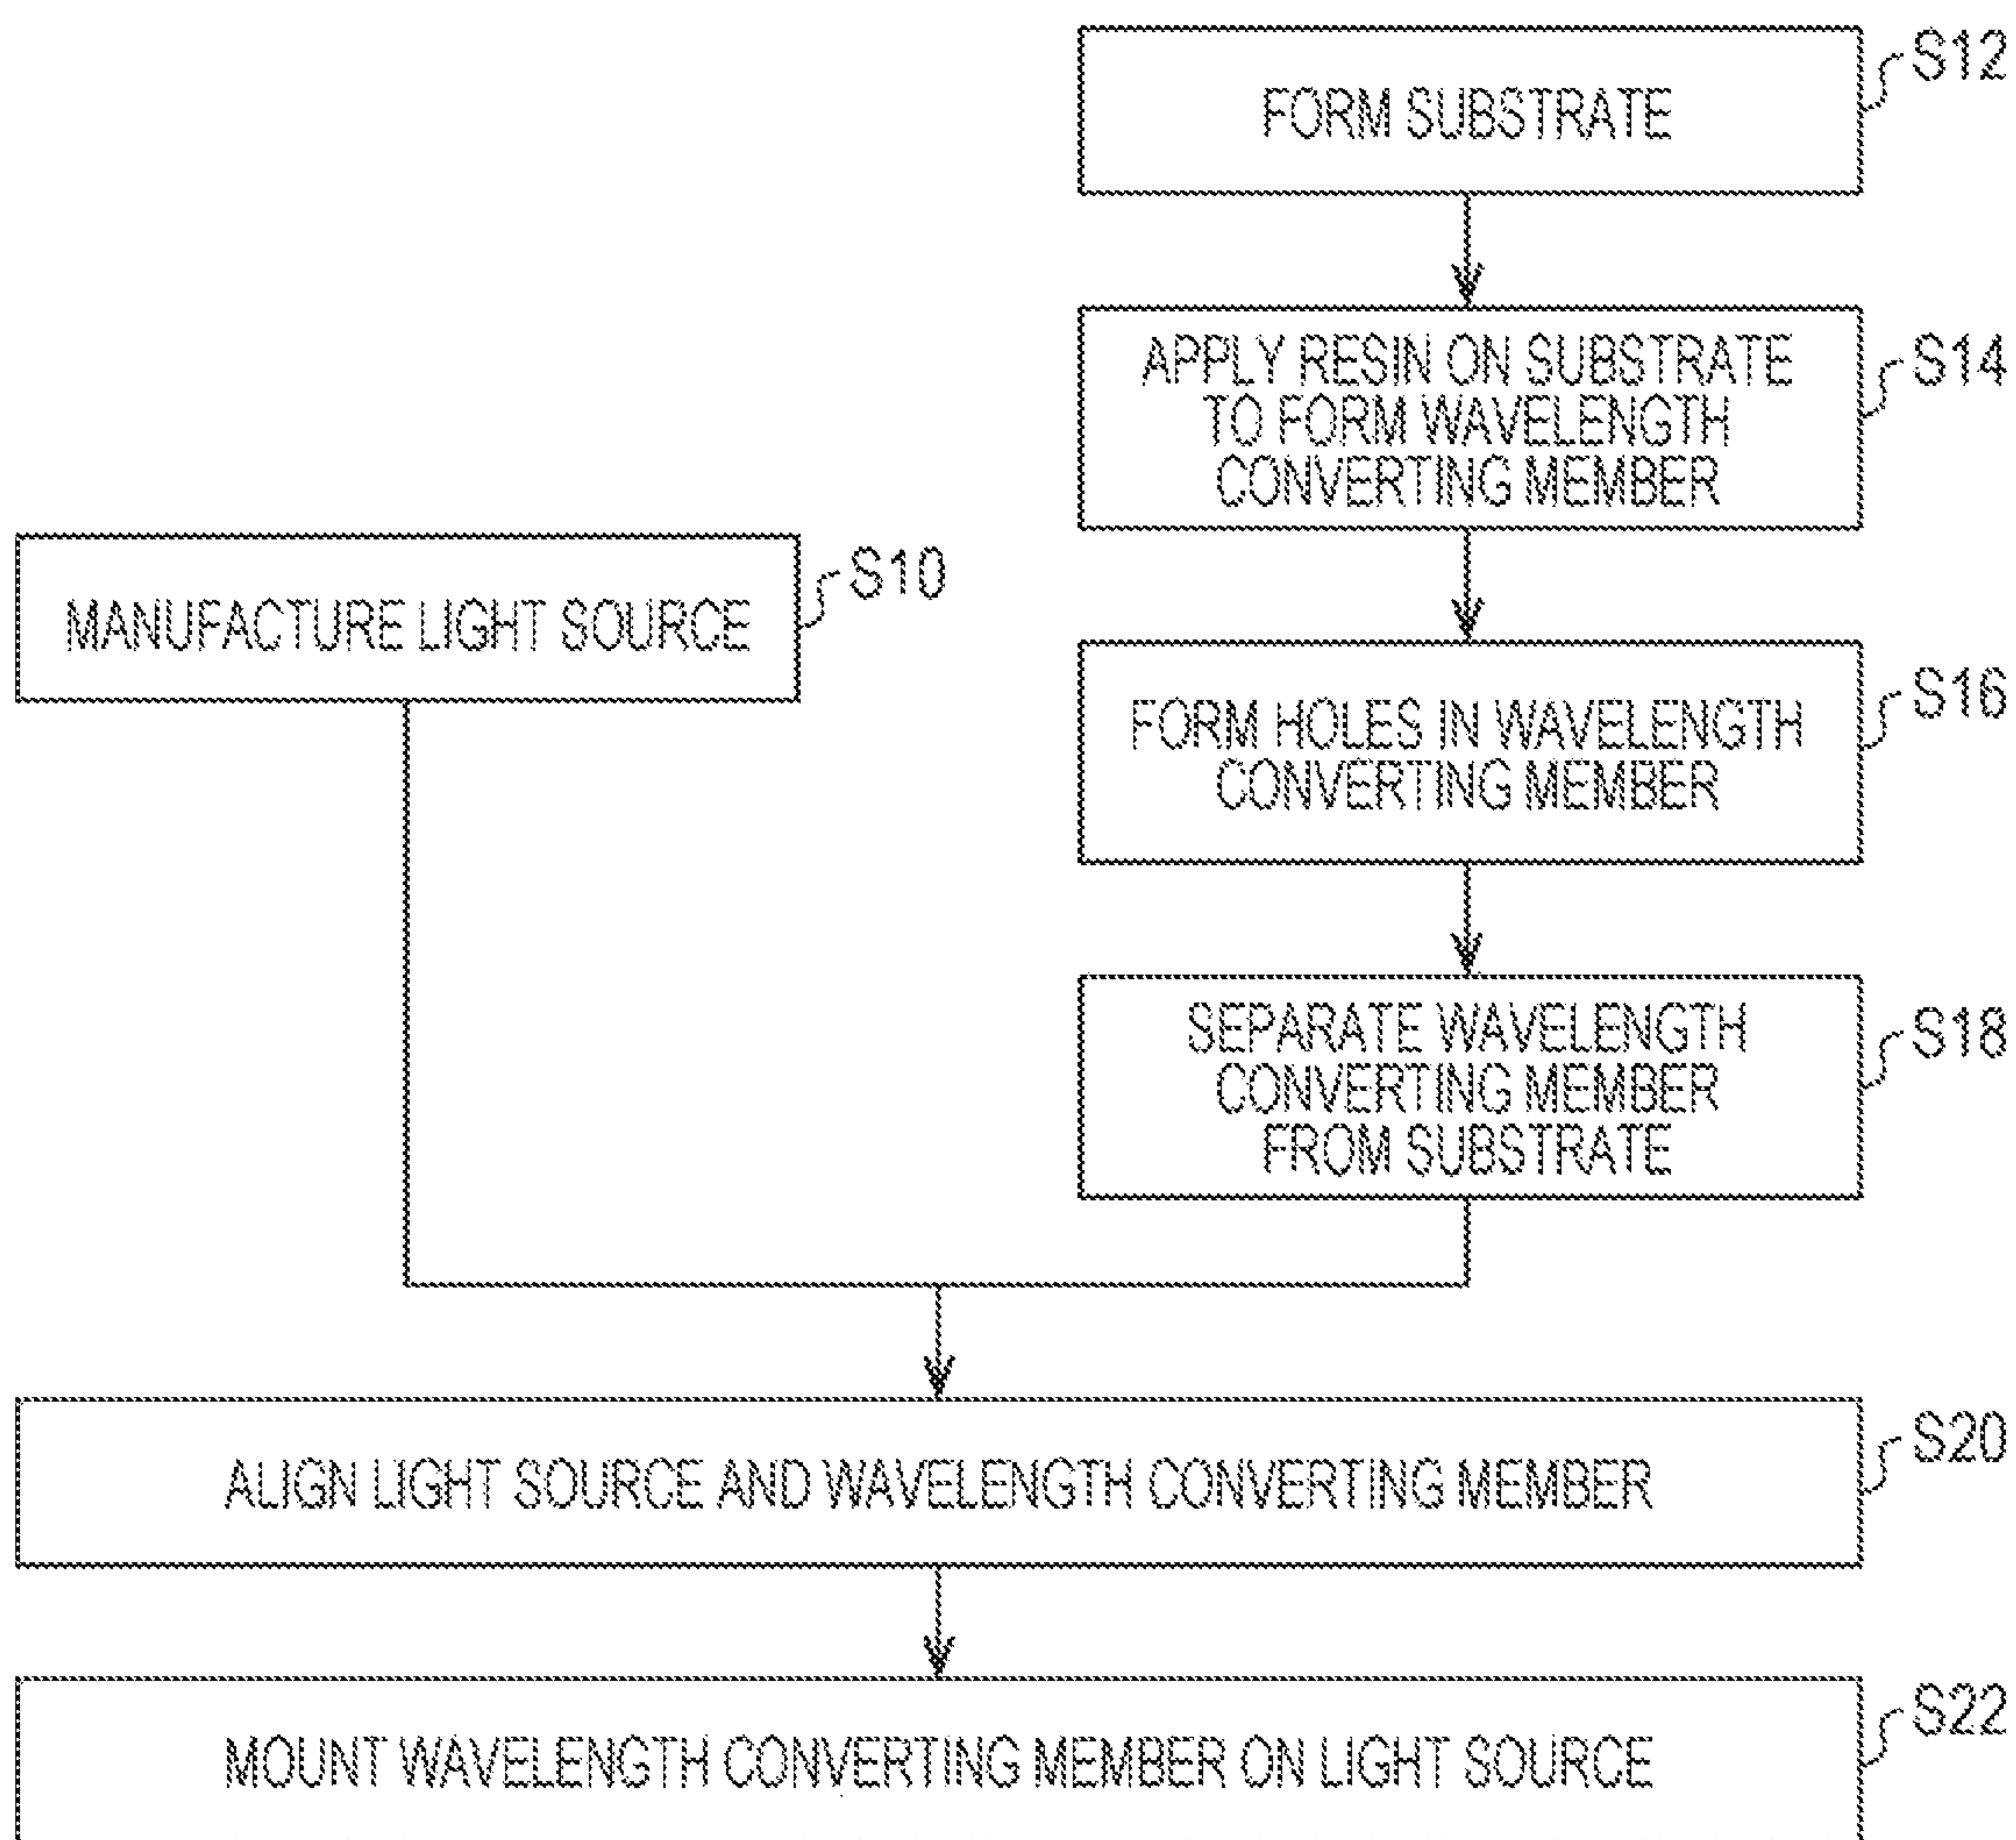 S12
FORM SUBSTRATE
S14
APPLY RESIN ON SUBSTRATE
TO FORM WAVELENGTH
CONVERTING MEMBER
S10
MANUFACTURE LIGHT SOURCE
S16
FORM HOLES IN WAVELENGTH
CONVERTING MEMBER
S18
SEPARATE WAVELENGTH
CONVERTING MEMBER
FROM SUBSTRATE
S20
ALIGN LIGHT SOURCE AND WAVELENGTH CONVERTING MEMBER
S22
MOUNT WAVELENGTH CONVERTING MEMBER ON LIGHT SOURCE